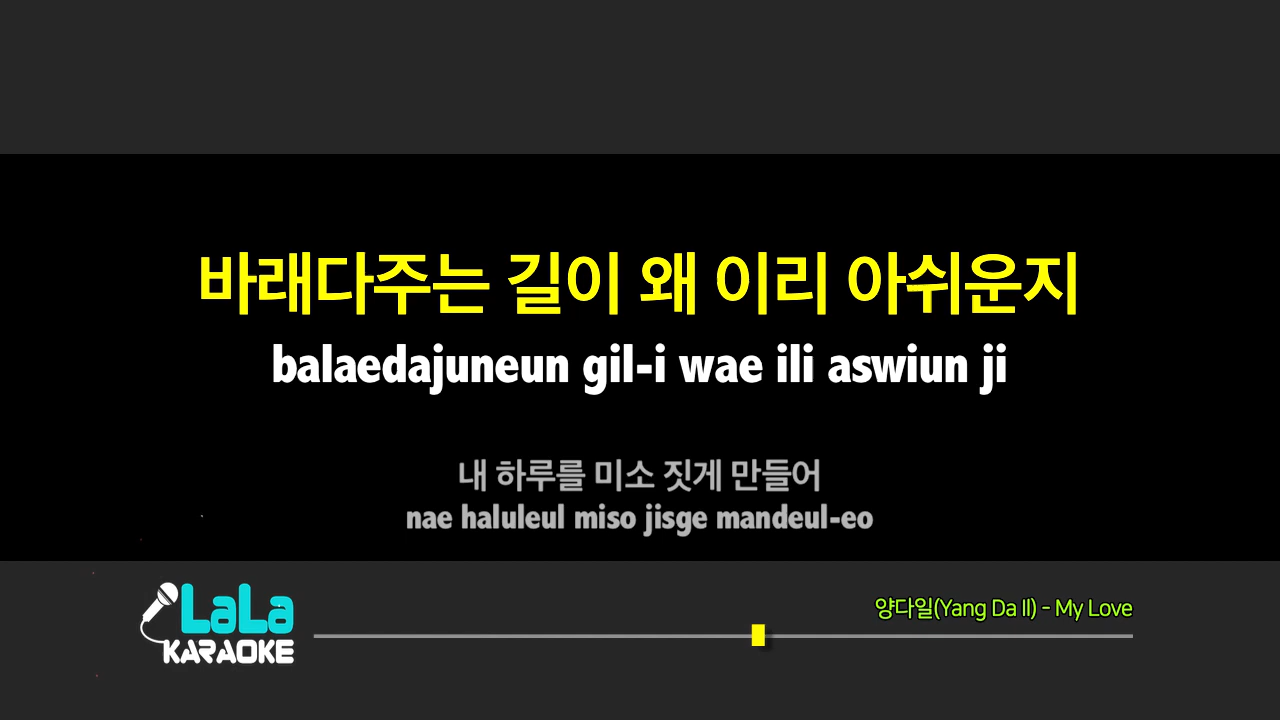 바래다주는 길이 왜 이리 아쉬운지
balaedajuneun gil-i wae ili aswiun ji
내 하루를 미소 짓게 만들어
nae haluleul miso jisge mandeul-eo
LaLa
KARAOKE
양다일(Yang Da Il) - My Love